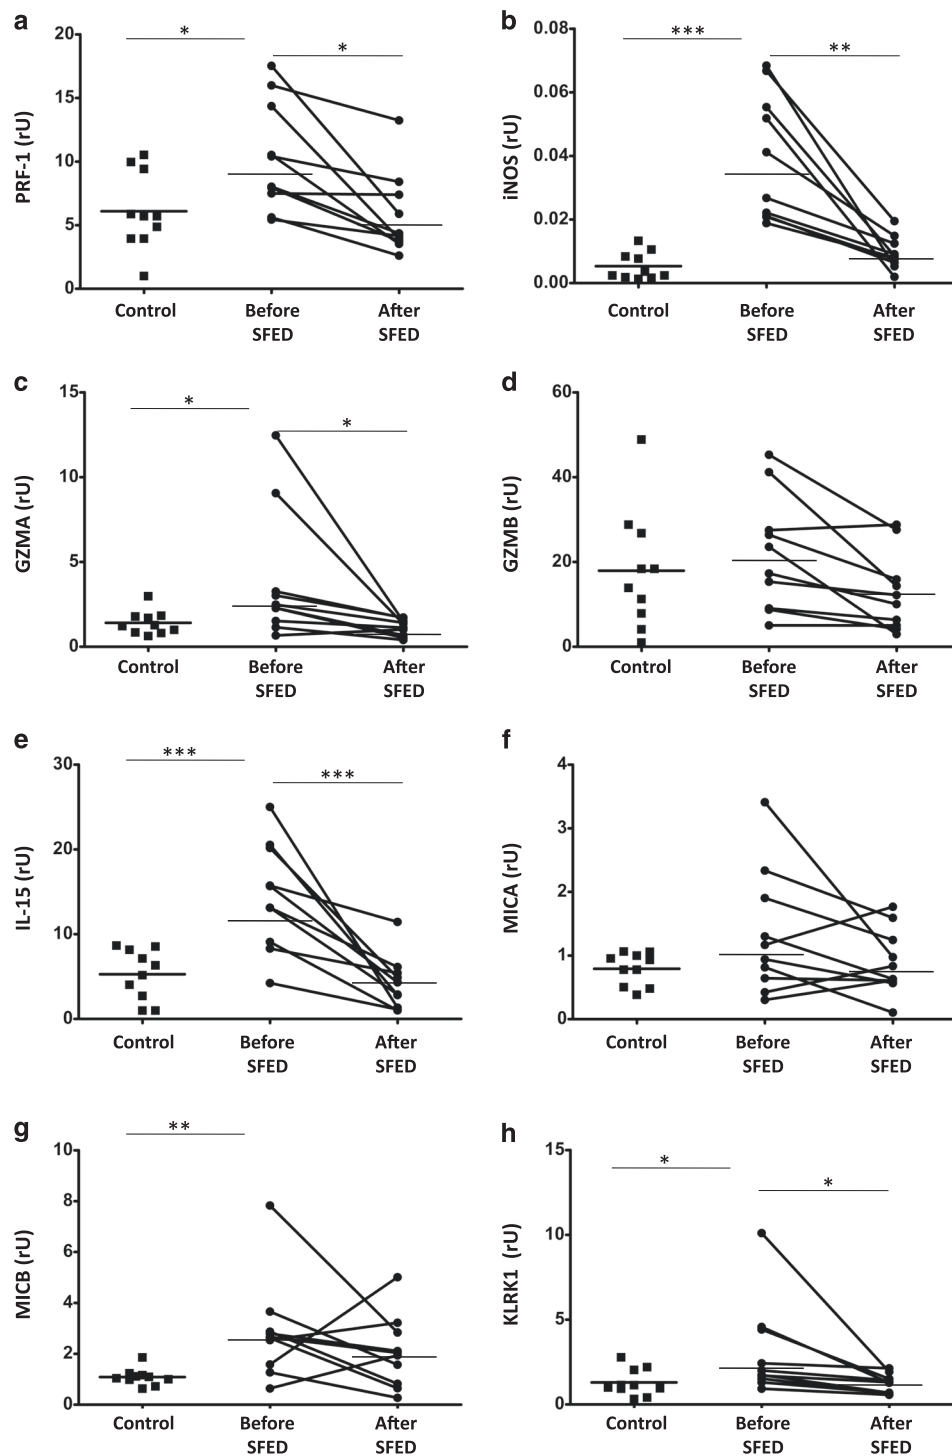 a
*
*
20
15
10
5
0
PRF-1 (rU)
Control
Before
SFED
After
SFED
b
***
**
0.08
0.06
0.04
0.02
0.00
iNOS (rU)
Control
Before
SFED
After
SFED
c
*
*
15
10
5
0
GZMA (rU)
Control
Before
SFED
After
SFED
d
60
40
20
0
GZMB (rU)
Control
Before
SFED
After
SFED
e
***
***
30
20
10
0
IL-15 (rU)
Control
Before
SFED
After
SFED
f
4
3
2
1
0
MICA (rU)
Control
Before
SFED
After
SFED
g
**
10
8
6
4
2
0
MICB (rU)
Control
Before
SFED
After
SFED
h
*
*
15
10
5
0
KLRK1 (rU)
Control
Before
SFED
After
SFED